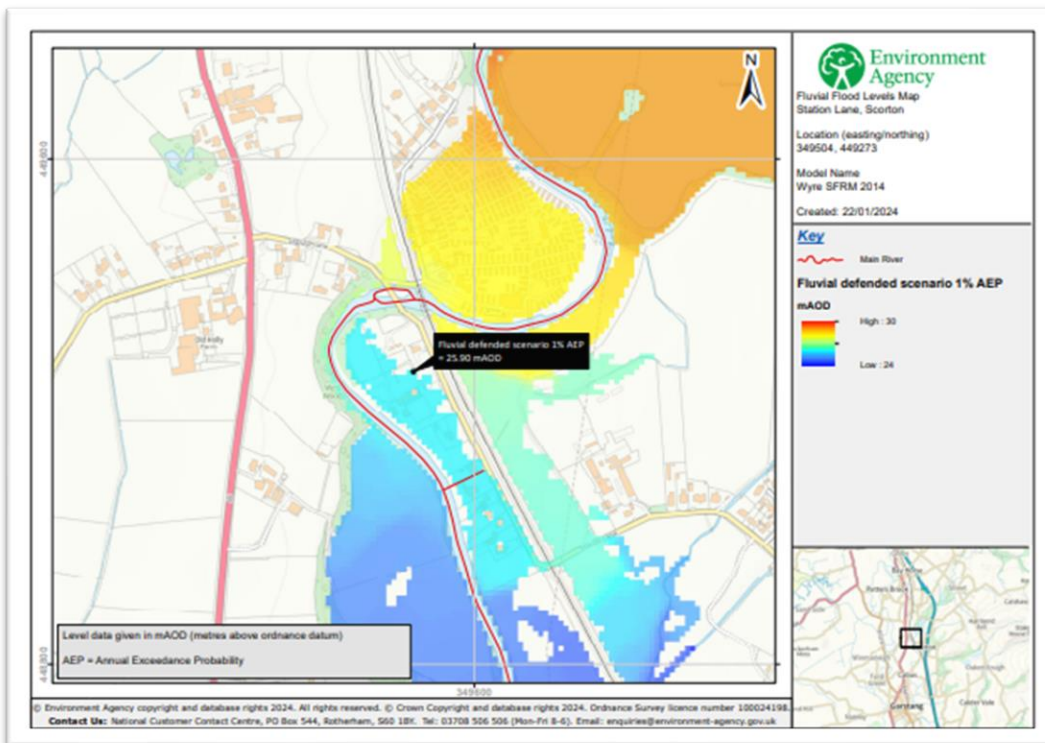 N
Environment
Agency
Fluvial Flood Levels Map
Station Lane, Scorton
Location (easting/northing)
349504, 449273
Model Name
Wyre SFRM 2014
Created: 22/01/2024
Key
Main River
Fluvial defended scenario 1% AEP
mAOD
High : 30
Low : 24
Fluvial defended scenario 1% AEP
= 25.90 mAOD
Level data given in mAOD (metres above ordnance datum)
AEP = Annual Exceedance Probability
349600
Garstang
© Environment Agency copyright and database rights 2024. All rights reserved. © Crown Copyright and database rights 2024. Ordnance Survey licence number 100024198.
Contact Us: National Customer Contact Centre, PO Box 544, Rotherham, S60 1BY. Tel: 03708 506 506 (Mon-Fri 8-6). Email: enquiries@environment-agency.gov.uk